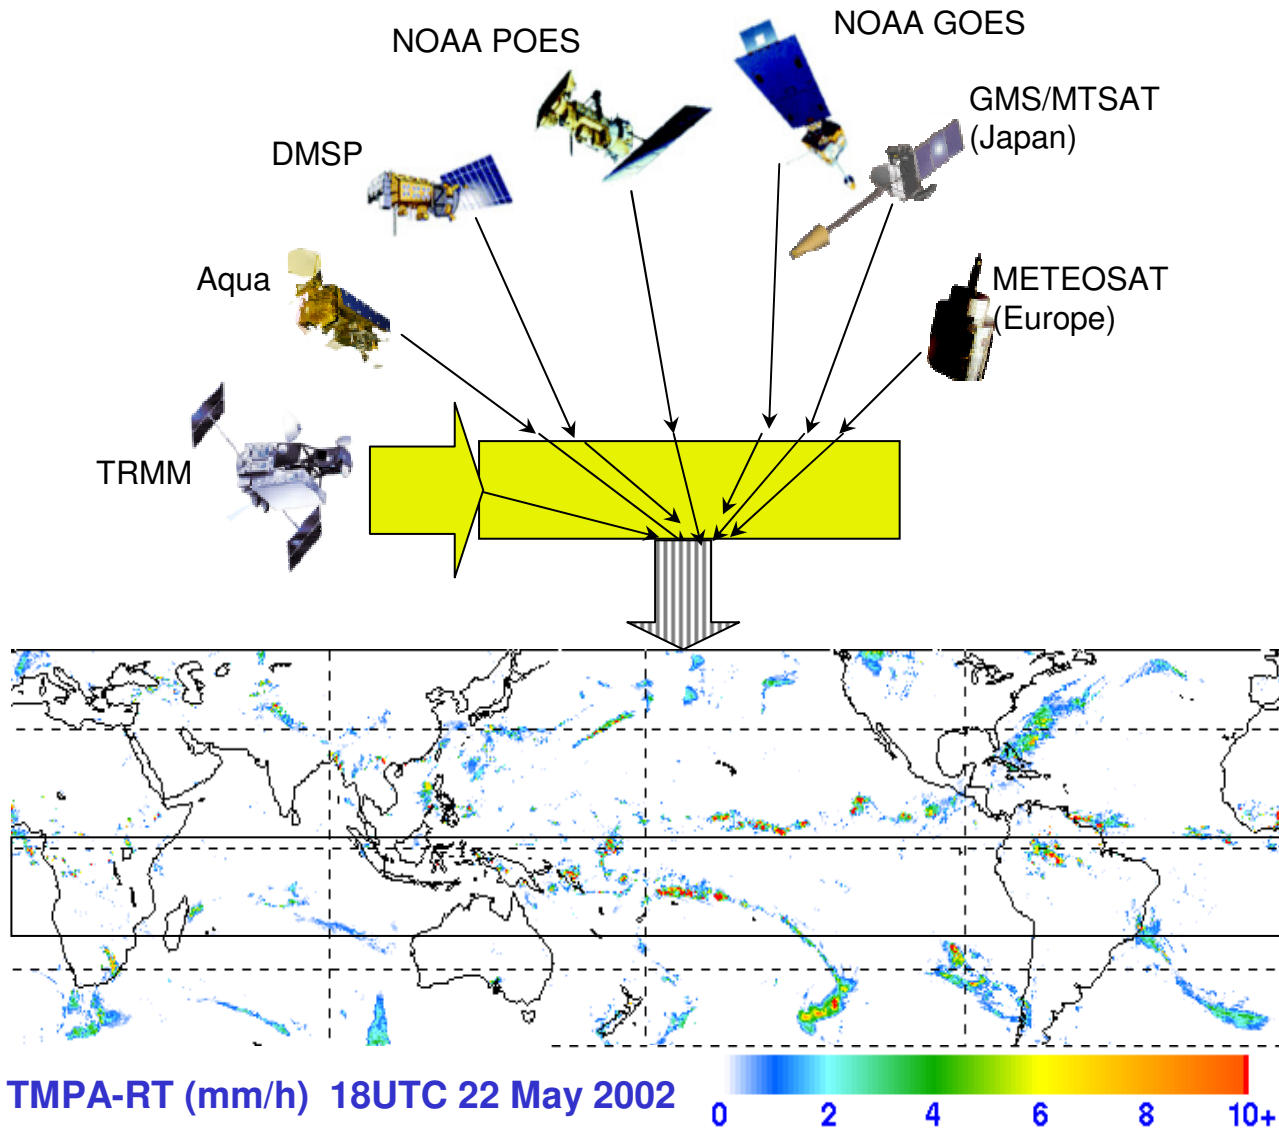 NOAA POES
NOAA GOES
GMS/MTSAT
(Japan)
DMSP
Aqua
METEOSAT
(Europe)
TRMM
TMPA-RT (mm/h) 18UTC 22 May 2002
0 2 4 6 8 10+